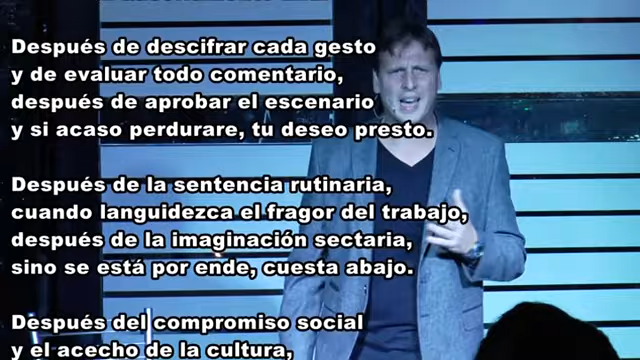 Después de descifrar cada gesto
y de evaluar todo comentario,
después de aprobar el escenario
y si acaso perdurare, tu deseo presto.
Después de la sentencia rutinaria,
cuando languidezca el fragor del trabajo,
después de la imaginación sectaria,
sino se está por ende, cuesta abajo.
Después del compromiso social
y el acecho de la cultura,